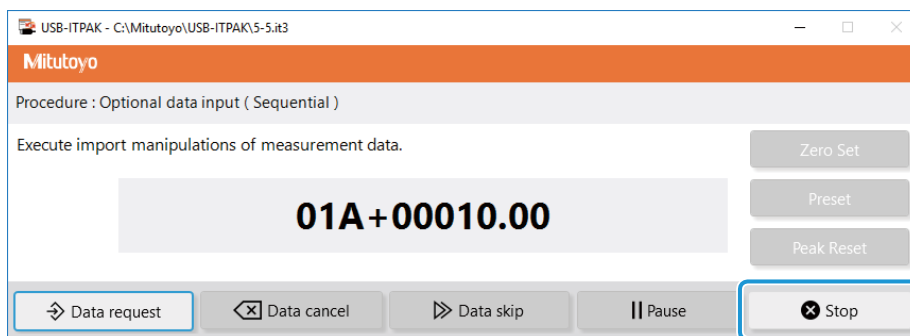 USB-ITPAK - C:\Mitutoyo\USB-ITPAK\5-5.it3
Mitutoyo
Procedure : Optional data input ( Sequential )
Execute import manipulations of measurement data.
Zero Set
01A+00010.00
Preset
Peak Reset
Data request
Data cancel
Data skip
Pause
Stop